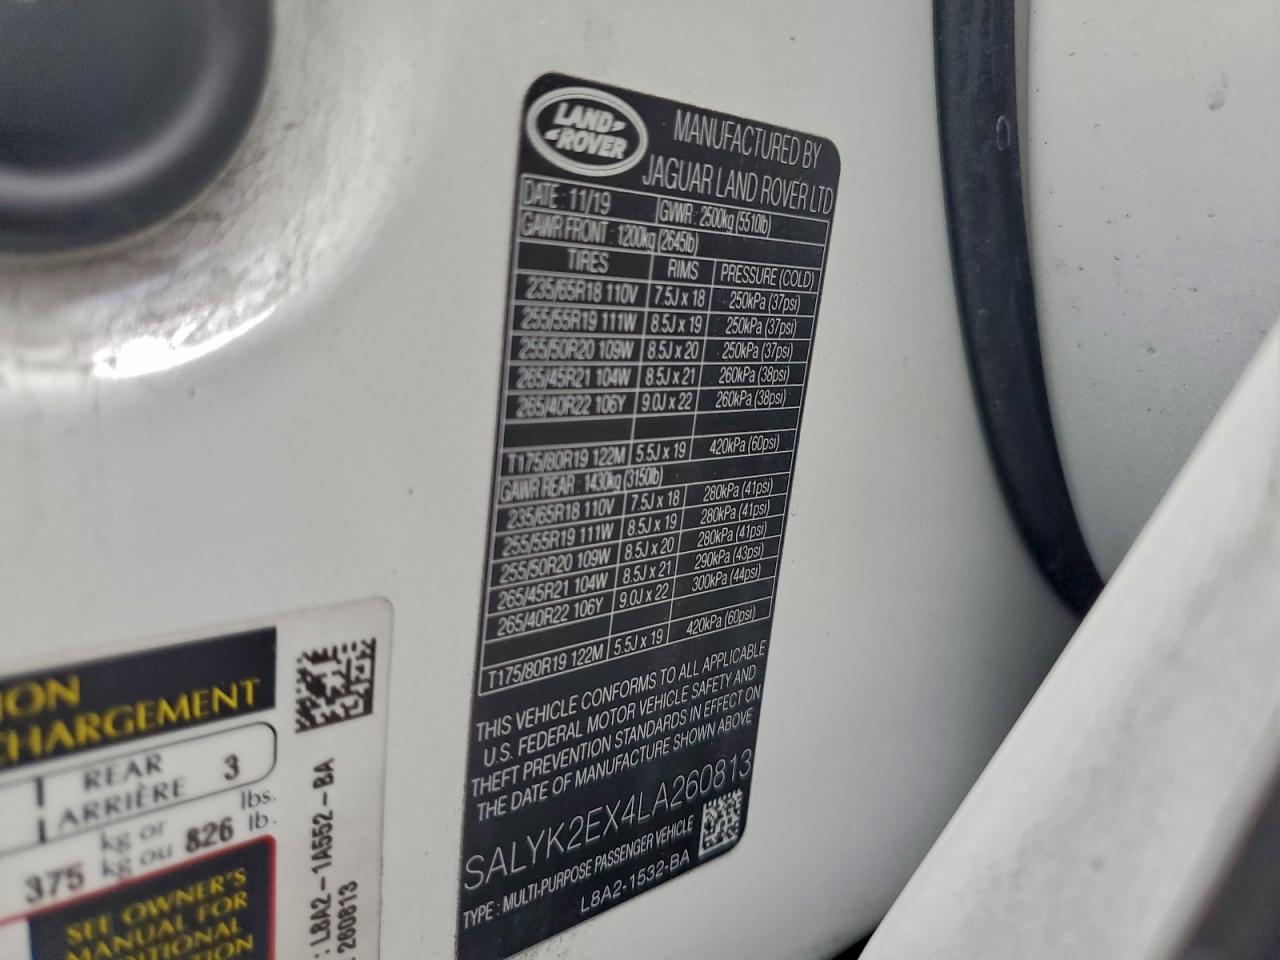 LAND
ROVER
MANUFACTURED BY
JAGUAR LAND ROVER LTD
DATE : 11/19 GVWR : 2500kg (5510lb)
GAWR FRONT : 1200kg (2645lb)
TIRES RIMS PRESSURE (COLD)
235/65R18 110V 7.5J x 18 250kPa (37psi)
255/55R19 111W 8.5J x 19 250kPa (37psi)
255/50R20 109W 8.5J x 20 250kPa (37psi)
265/45R21 104W 8.5J x 21 260kPa (38psi)
265/40R22 106Y 9.0J x 22 260kPa (38psi)
T175/80R19 122M 5.5J x 19 420kPa (60psi)
GAWR REAR : 1430kg (3150lb)
235/65R18 110V 7.5J x 18 280kPa (41psi)
255/55R19 111W 8.5J x 19 280kPa (41psi)
255/50R20 109W 8.5J x 20 280kPa (41psi)
265/45R21 104W 8.5J x 21 290kPa (43psi)
265/40R22 106Y 9.0J x 22 300kPa (44psi)
T175/80R19 122M 5.5J x 19 420kPa (60psi)
THIS VEHICLE CONFORMS TO ALL APPLICABLE
U.S. FEDERAL MOTOR VEHICLE SAFETY AND
THEFT PREVENTION STANDARDS IN EFFECT ON
THE DATE OF MANUFACTURE SHOWN ABOVE
SALYK2EX4LA260813
TYPE : MULTI-PURPOSE PASSENGER VEHICLE
L8A2-1532-BA
ION
CHARGEMENT
REAR 3
ARRIÈRE
kg or lbs.
375 kg ou 826 lb.
SEE OWNER'S
MANUAL FOR
DITIONAL
TION
: L8A2-1A552-BA
260813